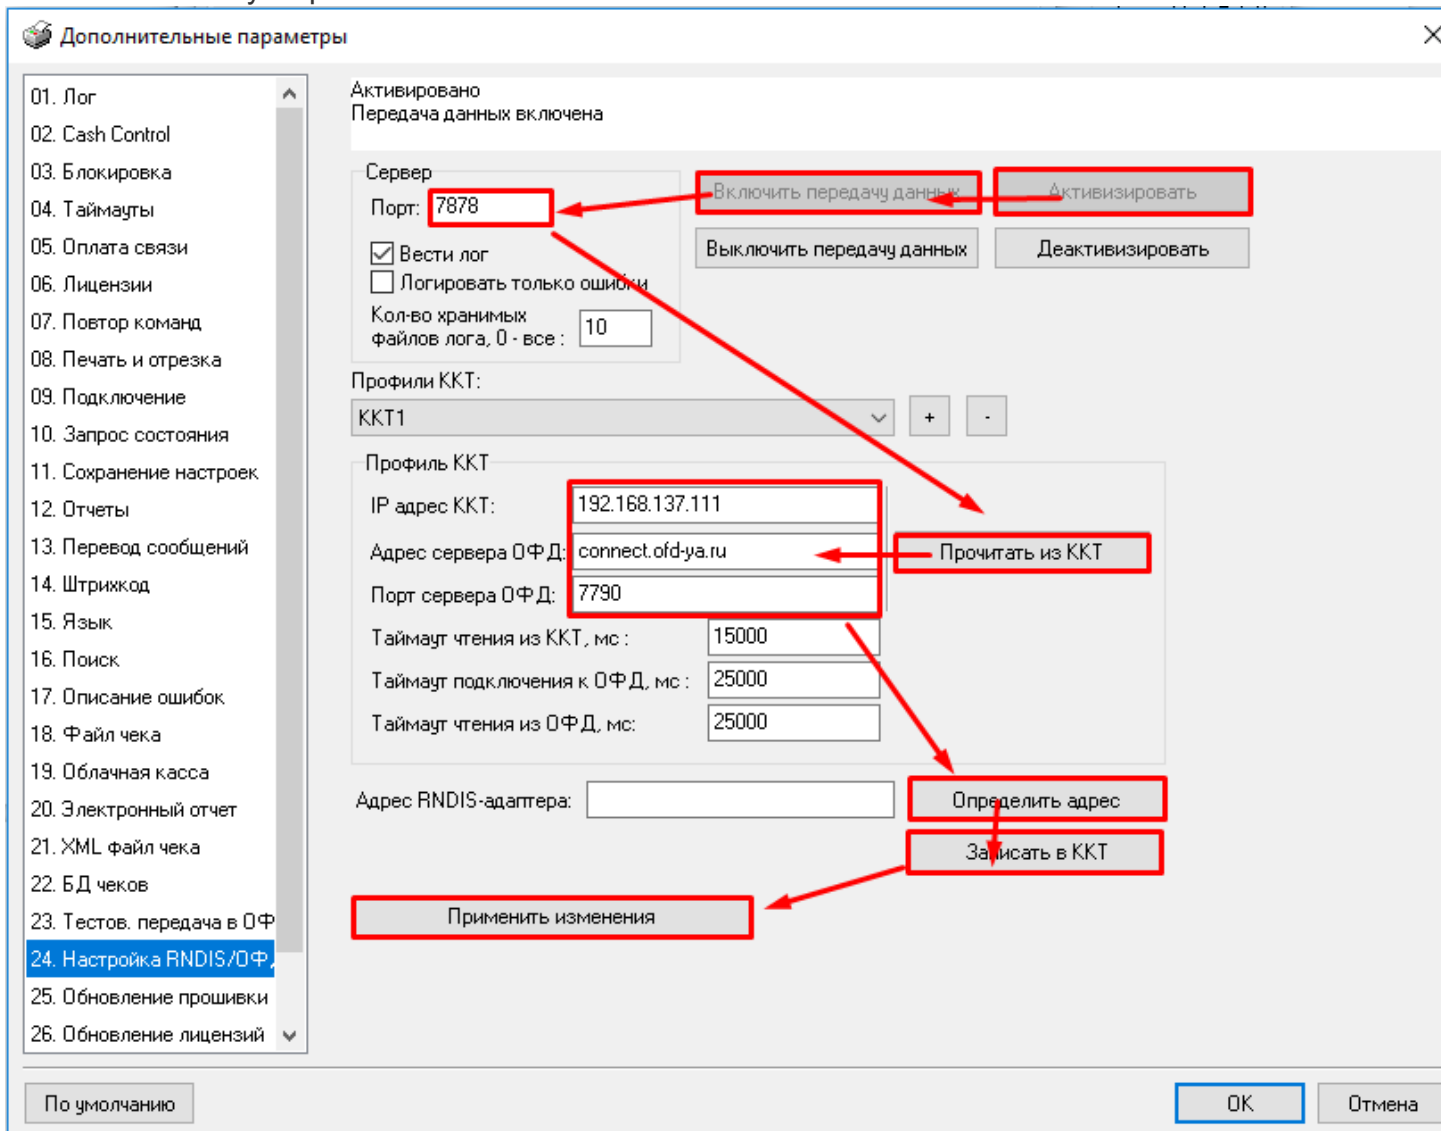 Дополнительные параметры
01. Лог
02. Cash Control
03. Блокировка
04. Таймауты
05. Оплата связи
06. Лицензии
07. Повтор команд
08. Печать и отрезка
09. Подключение
10. Запрос состояния
11. Сохранение настроек
12. Отчеты
13. Перевод сообщений
14. Штрихкод
15. Язык
16. Поиск
17. Описание ошибок
18. Файл чека
19. Облачная касса
20. Электронный отчет
21. XML файл чека
22. БД чеков
23. Тестов. передача в ОФ
24. Настройка RNDIS/ОФ
25. Обновление прошивки
26. Обновление лицензий
Активировано
Передача данных включена
Сервер
Порт: 7878
Включить передачу данных
Активизировать
Выключить передачу данных
Деактивизировать
Вести лог
Логировать только ошибки
Кол-во хранимых
файлов лога, 0 - все : 10
Профили ККТ:
ККТ1
+
-
Профиль ККТ
IP адрес ККТ: 192.168.137.111
Адрес сервера ОФД: connect.ofd-ya.ru
Прочитать из ККТ
Порт сервера ОФД: 7790
Таймаут чтения из ККТ, мс : 15000
Таймаут подключения к ОФД, мс : 25000
Таймаут чтения из ОФД, мс: 25000
Адрес RNDIS-адаптера:
Определить адрес
Записать в ККТ
Применить изменения
По умолчанию
OK
Отмена